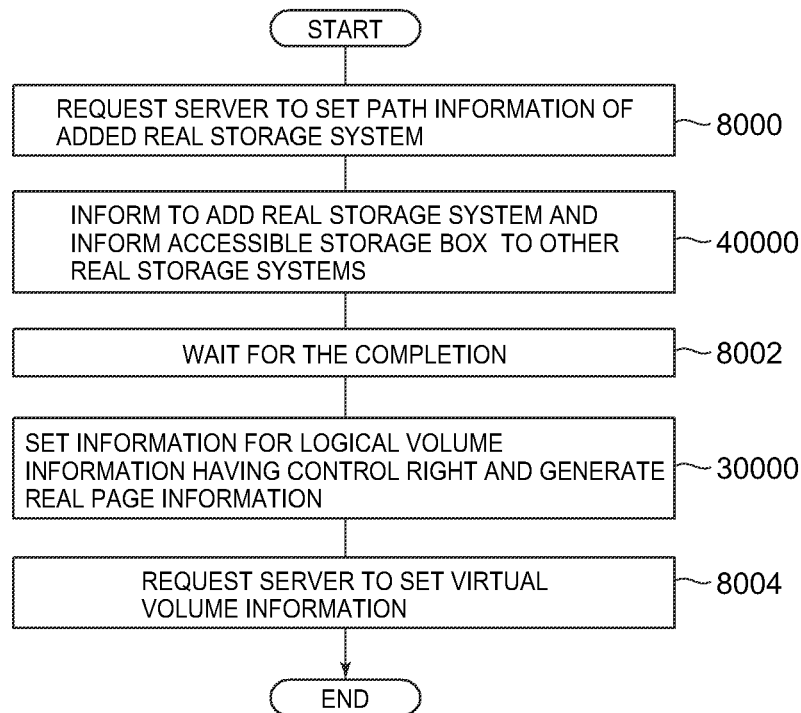 START
REQUEST SERVER TO SET PATH INFORMATION OF
ADDED REAL STORAGE SYSTEM
8000
INFORM TO ADD REAL STORAGE SYSTEM AND
INFORM ACCESSIBLE STORAGE BOX TO OTHER
REAL STORAGE SYSTEMS
40000
WAIT FOR THE COMPLETION
8002
SET INFORMATION FOR LOGICAL VOLUME
INFORMATION HAVING CONTROL RIGHT AND GENERATE
REAL PAGE INFORMATION
30000
REQUEST SERVER TO SET VIRTUAL
VOLUME INFORMATION
8004
END